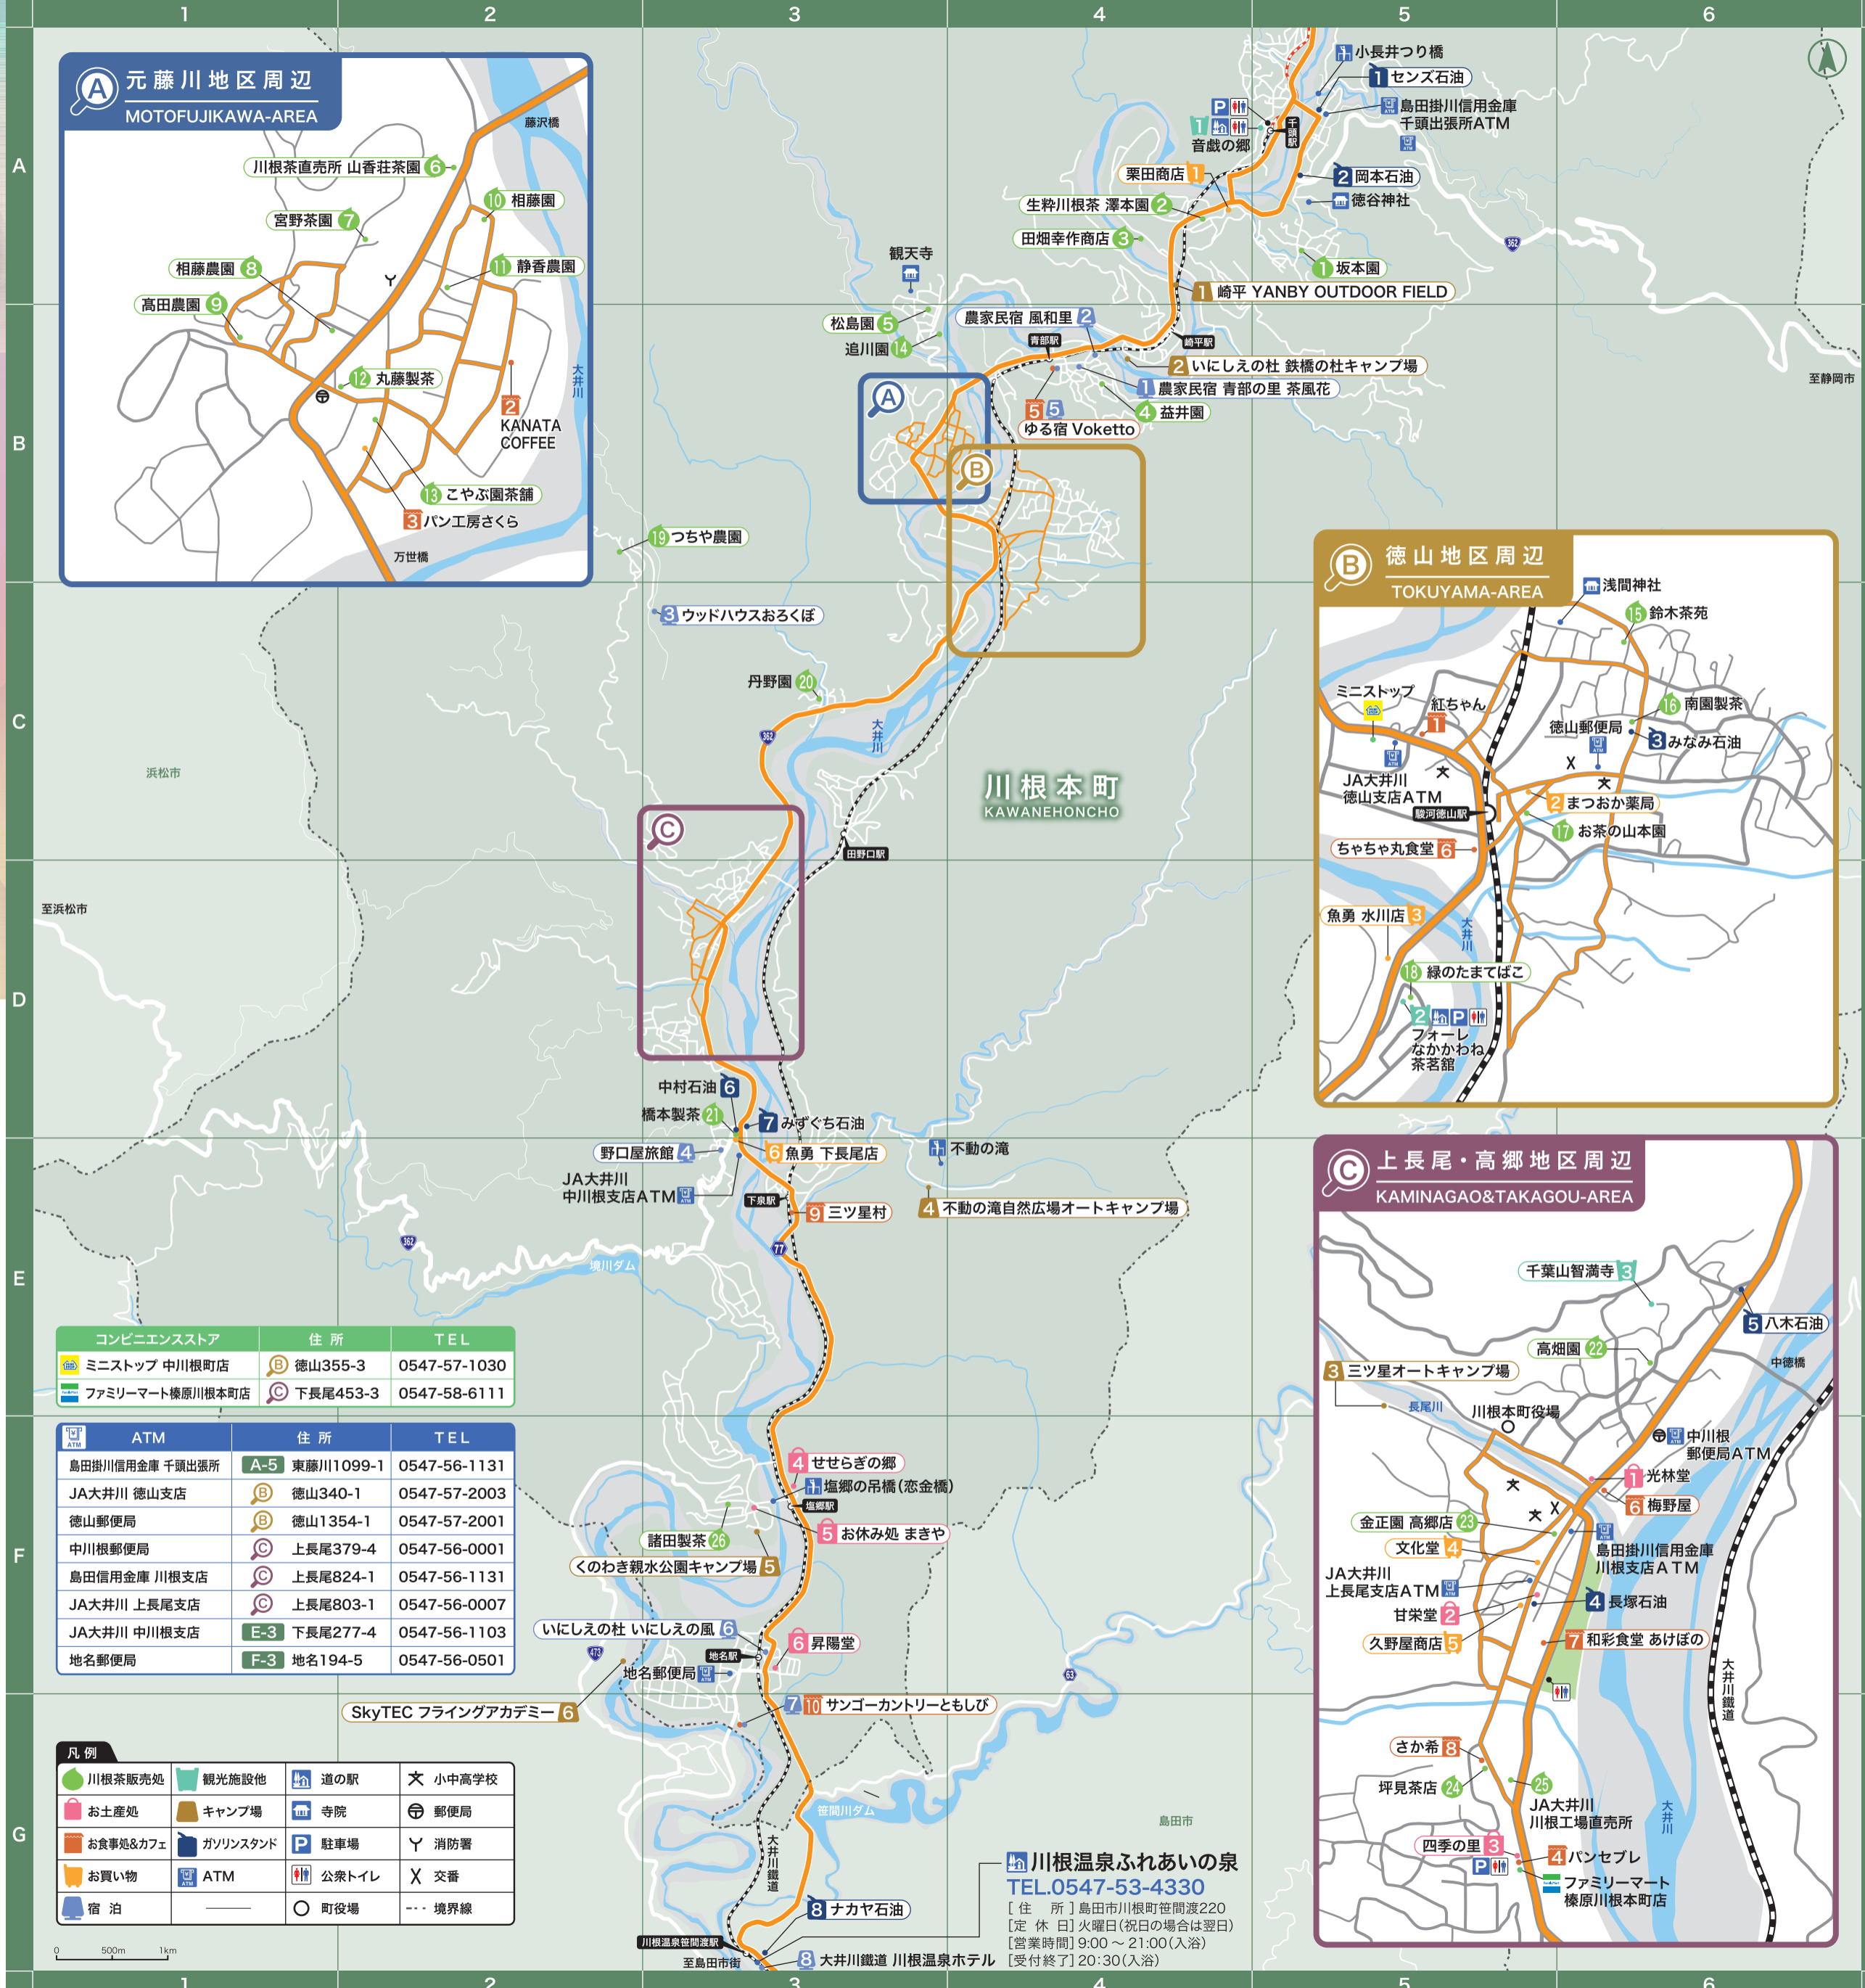 1 2 3 4 5 6
A
B
C
D
E
F
G
A 元藤川地区周辺
MOTOFUJIKAWA-AREA
藤沢橋
川根茶直売所 山香荘茶園 6
10 相藤園
宮野茶園 7
11 静香農園
相藤農園 8
髙田農園 9
12 丸藤製茶
大井川
2
KANATA
COFFEE
13 こやぶ園茶舗
3 パン工房さくら
万世橋
小長井つり橋
1 センズ石油
P
島田掛川信用金庫
千頭出張所ATM
ATM
1
音戯の郷
千頭駅
栗田商店 1
2 岡本石油
徳谷神社
生粋川根茶 澤本園 2
田畑幸作商店 3
362
観天寺
1 坂本園
1 崎平 YANBY OUTDOOR FIELD
松島園 5
農家民宿 風和里 2
追川園 14
青部駅
崎平駅
2 いにしえの杜 鉄橋の杜キャンプ場
至静岡市
1 農家民宿 青部の里 茶風花
A
5 5
ゆる宿 Voketto
4 益井園
B
19 つちや農園
3 ウッドハウスおろくぼ
丹野園 20
362
大井川
浜松市
川根本町
KAWANEHONCHO
C
田野口駅
至浜松市
B 徳山地区周辺
TOKUYAMA-AREA
浅間神社
15 鈴木茶苑
ミニストップ
紅ちゃん
1
16 南園製茶
徳山郵便局
ATM
3 みなみ石油
ATM
JA大井川
徳山支店ATM
2 まつおか薬局
駿河徳山駅
17 お茶の山本園
ちゃちゃ丸食堂 6
魚勇 水川店 3
大井川
18 緑のたまてばこ
2 P
フォーレ
なかかわね
茶茗舘
中村石油 6
橋本製茶 21
7 みずぐち石油
野口屋旅館 4
6 魚勇 下長尾店
不動の滝
JA大井川
中川根支店ATM ATM
下泉駅
9 三ツ星村
4 不動の滝自然広場オートキャンプ場
362
77
境川ダム
C 上長尾・高郷地区周辺
KAMINAGAO&TAKAGOU-AREA
千葉山智満寺 3
5 八木石油
高畑園 22
中徳橋
3 三ツ星オートキャンプ場
長尾川
川根本町役場
ATM 中川根
郵便局ATM
1 光林堂
6 梅野屋
金正園 高郷店 23
文化堂 4
ATM
島田掛川信用金庫
川根支店ATM
JA大井川
上長尾支店ATM ATM
甘栄堂 2
4 長塚石油
久野屋商店 5
7 和彩食堂 あけぼの
大井川鐵道
さか希 8
坪見茶店 24
25
JA大井川
川根工場直売所
大井川
四季の里 3
P
4 パンセブレ
ファミリーマート
榛原川根本町店
コンビニエンスストア 住所 TEL
ミニストップ 中川根町店 B 徳山355-3 0547-57-1030
ファミリーマート榛原川根本町店 C 下長尾453-3 0547-58-6111
ATM ATM 住所 TEL
島田掛川信用金庫 千頭出張所 A-5 東藤川1099-1 0547-56-1131
JA大井川 徳山支店 B 徳山340-1 0547-57-2003
徳山郵便局 B 徳山1354-1 0547-57-2001
中川根郵便局 C 上長尾379-4 0547-56-0001
島田信用金庫 川根支店 C 上長尾824-1 0547-56-1131
JA大井川 上長尾支店 C 上長尾803-1 0547-56-0007
JA大井川 中川根支店 E-3 下長尾277-4 0547-56-1103
地名郵便局 F-3 地名194-5 0547-56-0501
4 せせらぎの郷
塩郷の吊橋(恋金橋)
塩郷駅
諸田製茶 26
5 お休み処 まきや
くのわき親水公園キャンプ場 5
いにしえの杜 いにしえの風 6
6 昇陽堂
473
地名駅
地名郵便局 ATM
63
SkyTEC フライングアカデミー 6
7 10 サンゴーカントリーともしび
笹間川ダム
島田市
大井川鐵道
凡例
川根茶販売処 観光施設他 道の駅 小中高学校
お土産処 キャンプ場 寺院 郵便局
お食事処&カフェ ガソリンスタンド P 駐車場 消防署
お買い物 ATM ATM 公衆トイレ 交番
宿泊 町役場 境界線
0 500m 1km
8 ナカヤ石油
川根温泉笹間渡駅
至島田市街
8 大井川鐵道 川根温泉ホテル
川根温泉ふれあいの泉
TEL.0547-53-4330
[住 所]島田市川根町笹間渡220
[定 休 日]火曜日(祝日の場合は翌日)
[営業時間]9:00〜21:00(入浴)
[受付終了]20:30(入浴)
1 2 3 4 5 6